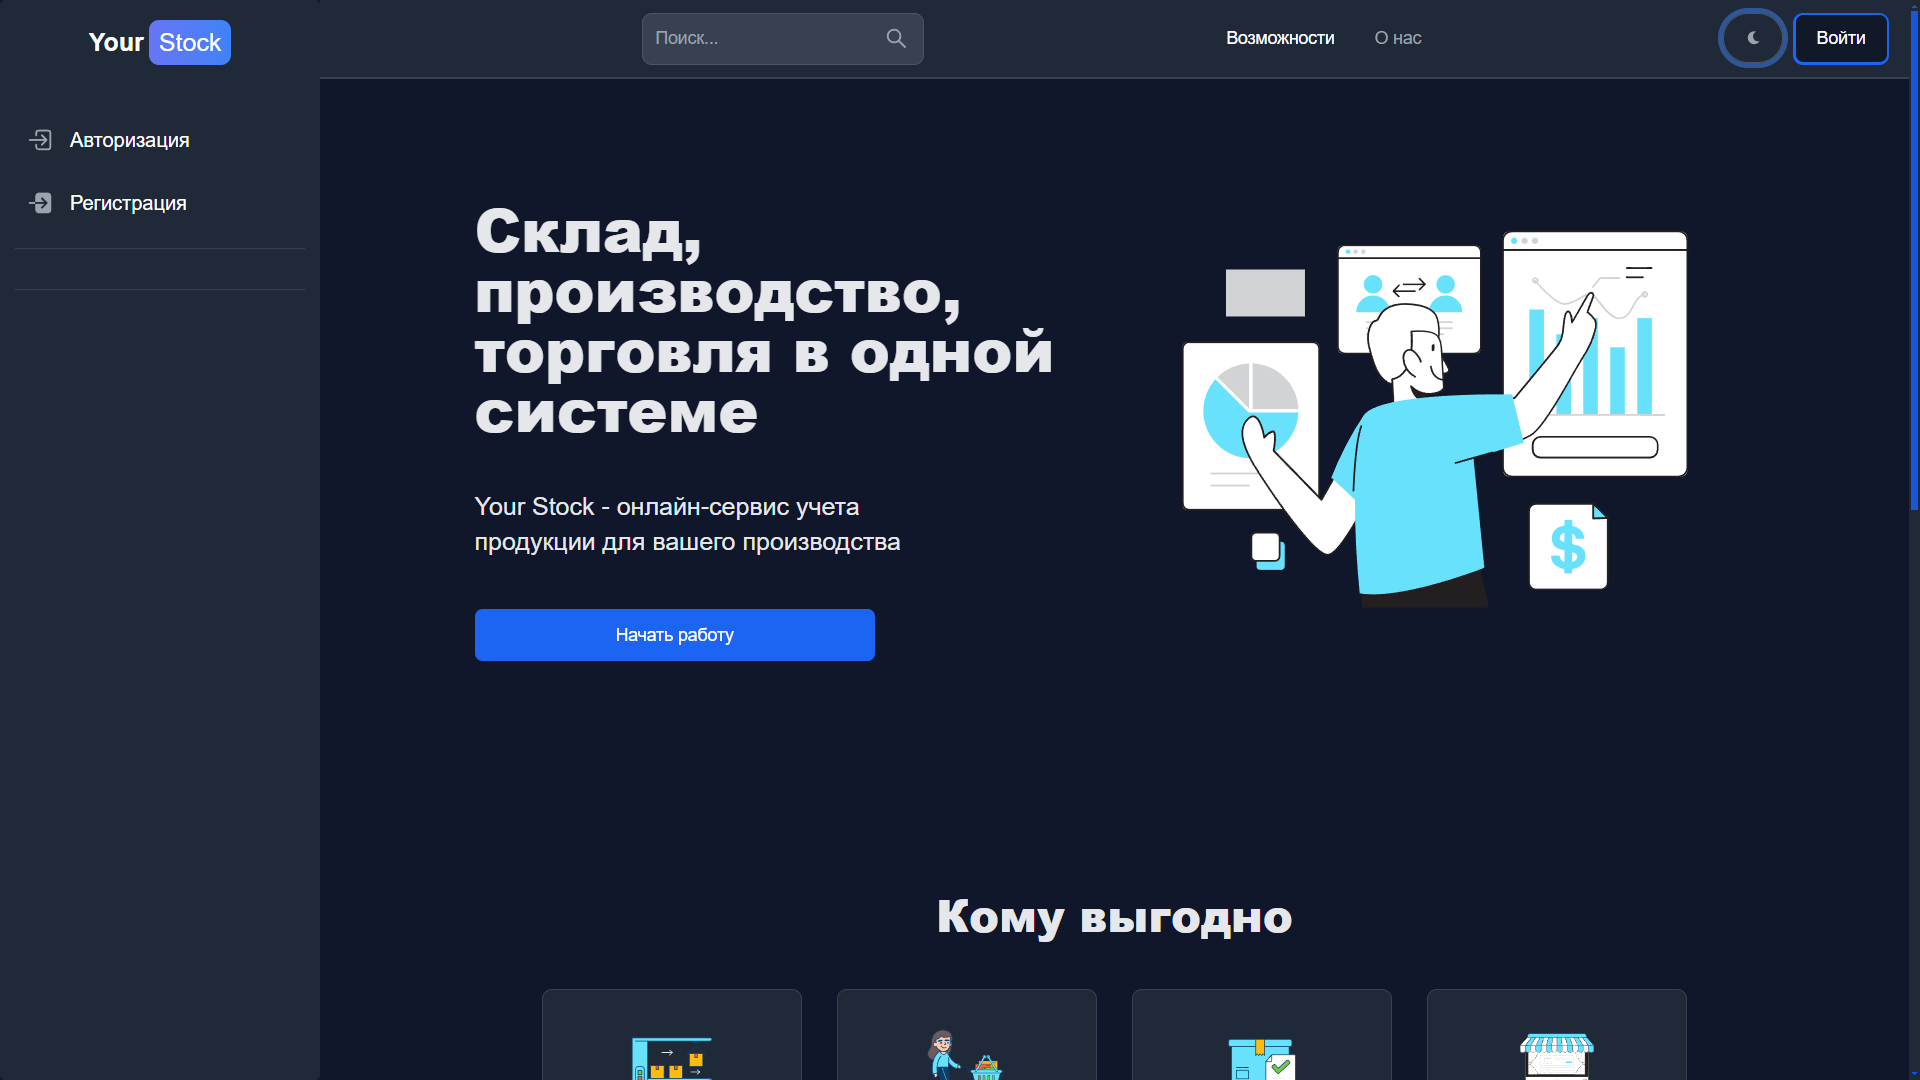 Your Stock
Поиск...
Возможности
О нас
Войти
Авторизация
Регистрация
Склад,
производство,
торговля в одной
системе
Your Stock - онлайн-сервис учета
продукции для вашего производства
Начать работу
$
Кому выгодно